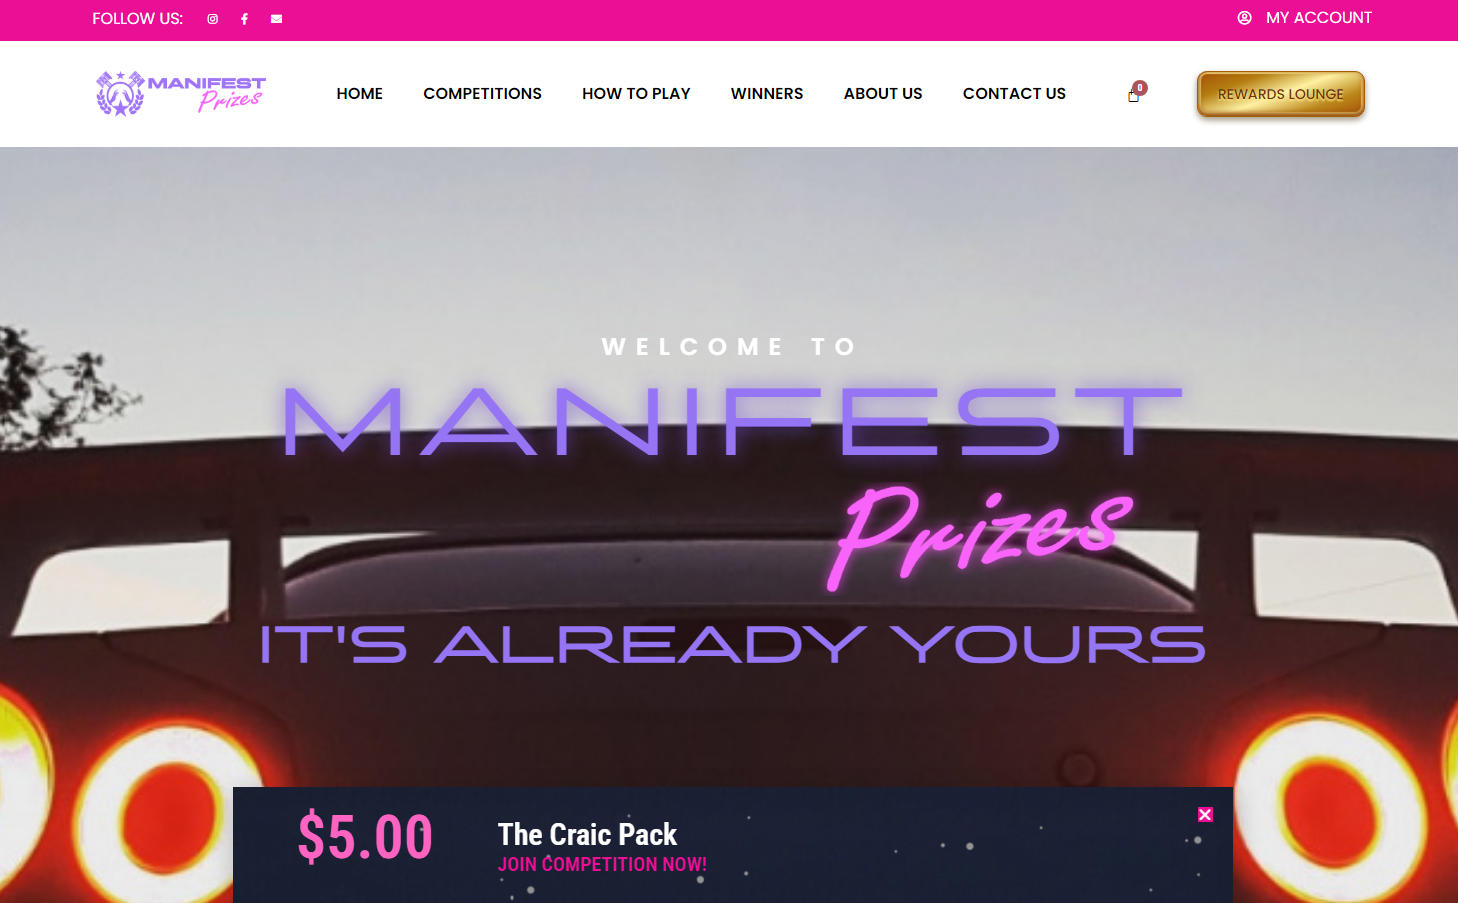 FOLLOW US:
MY ACCOUNT
MANIFEST
Prizes
HOME
COMPETITIONS
HOW TO PLAY
WINNERS
ABOUT US
CONTACT US
0
REWARDS LOUNGE
WELCOME TO
MANIFEST
Prizes
IT'S ALREADY YOURS
$5.00
The Craic Pack
JOIN COMPETITION NOW!